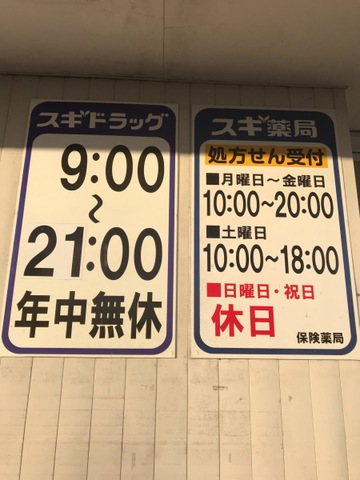 スギドラッグ
9:00
～
21:00
年中無休
スギ薬局
処方せん受付
■月曜日～金曜日
10:00～20:00
■土曜日
10:00～18:00
■日曜日・祝日
休日
保険薬局